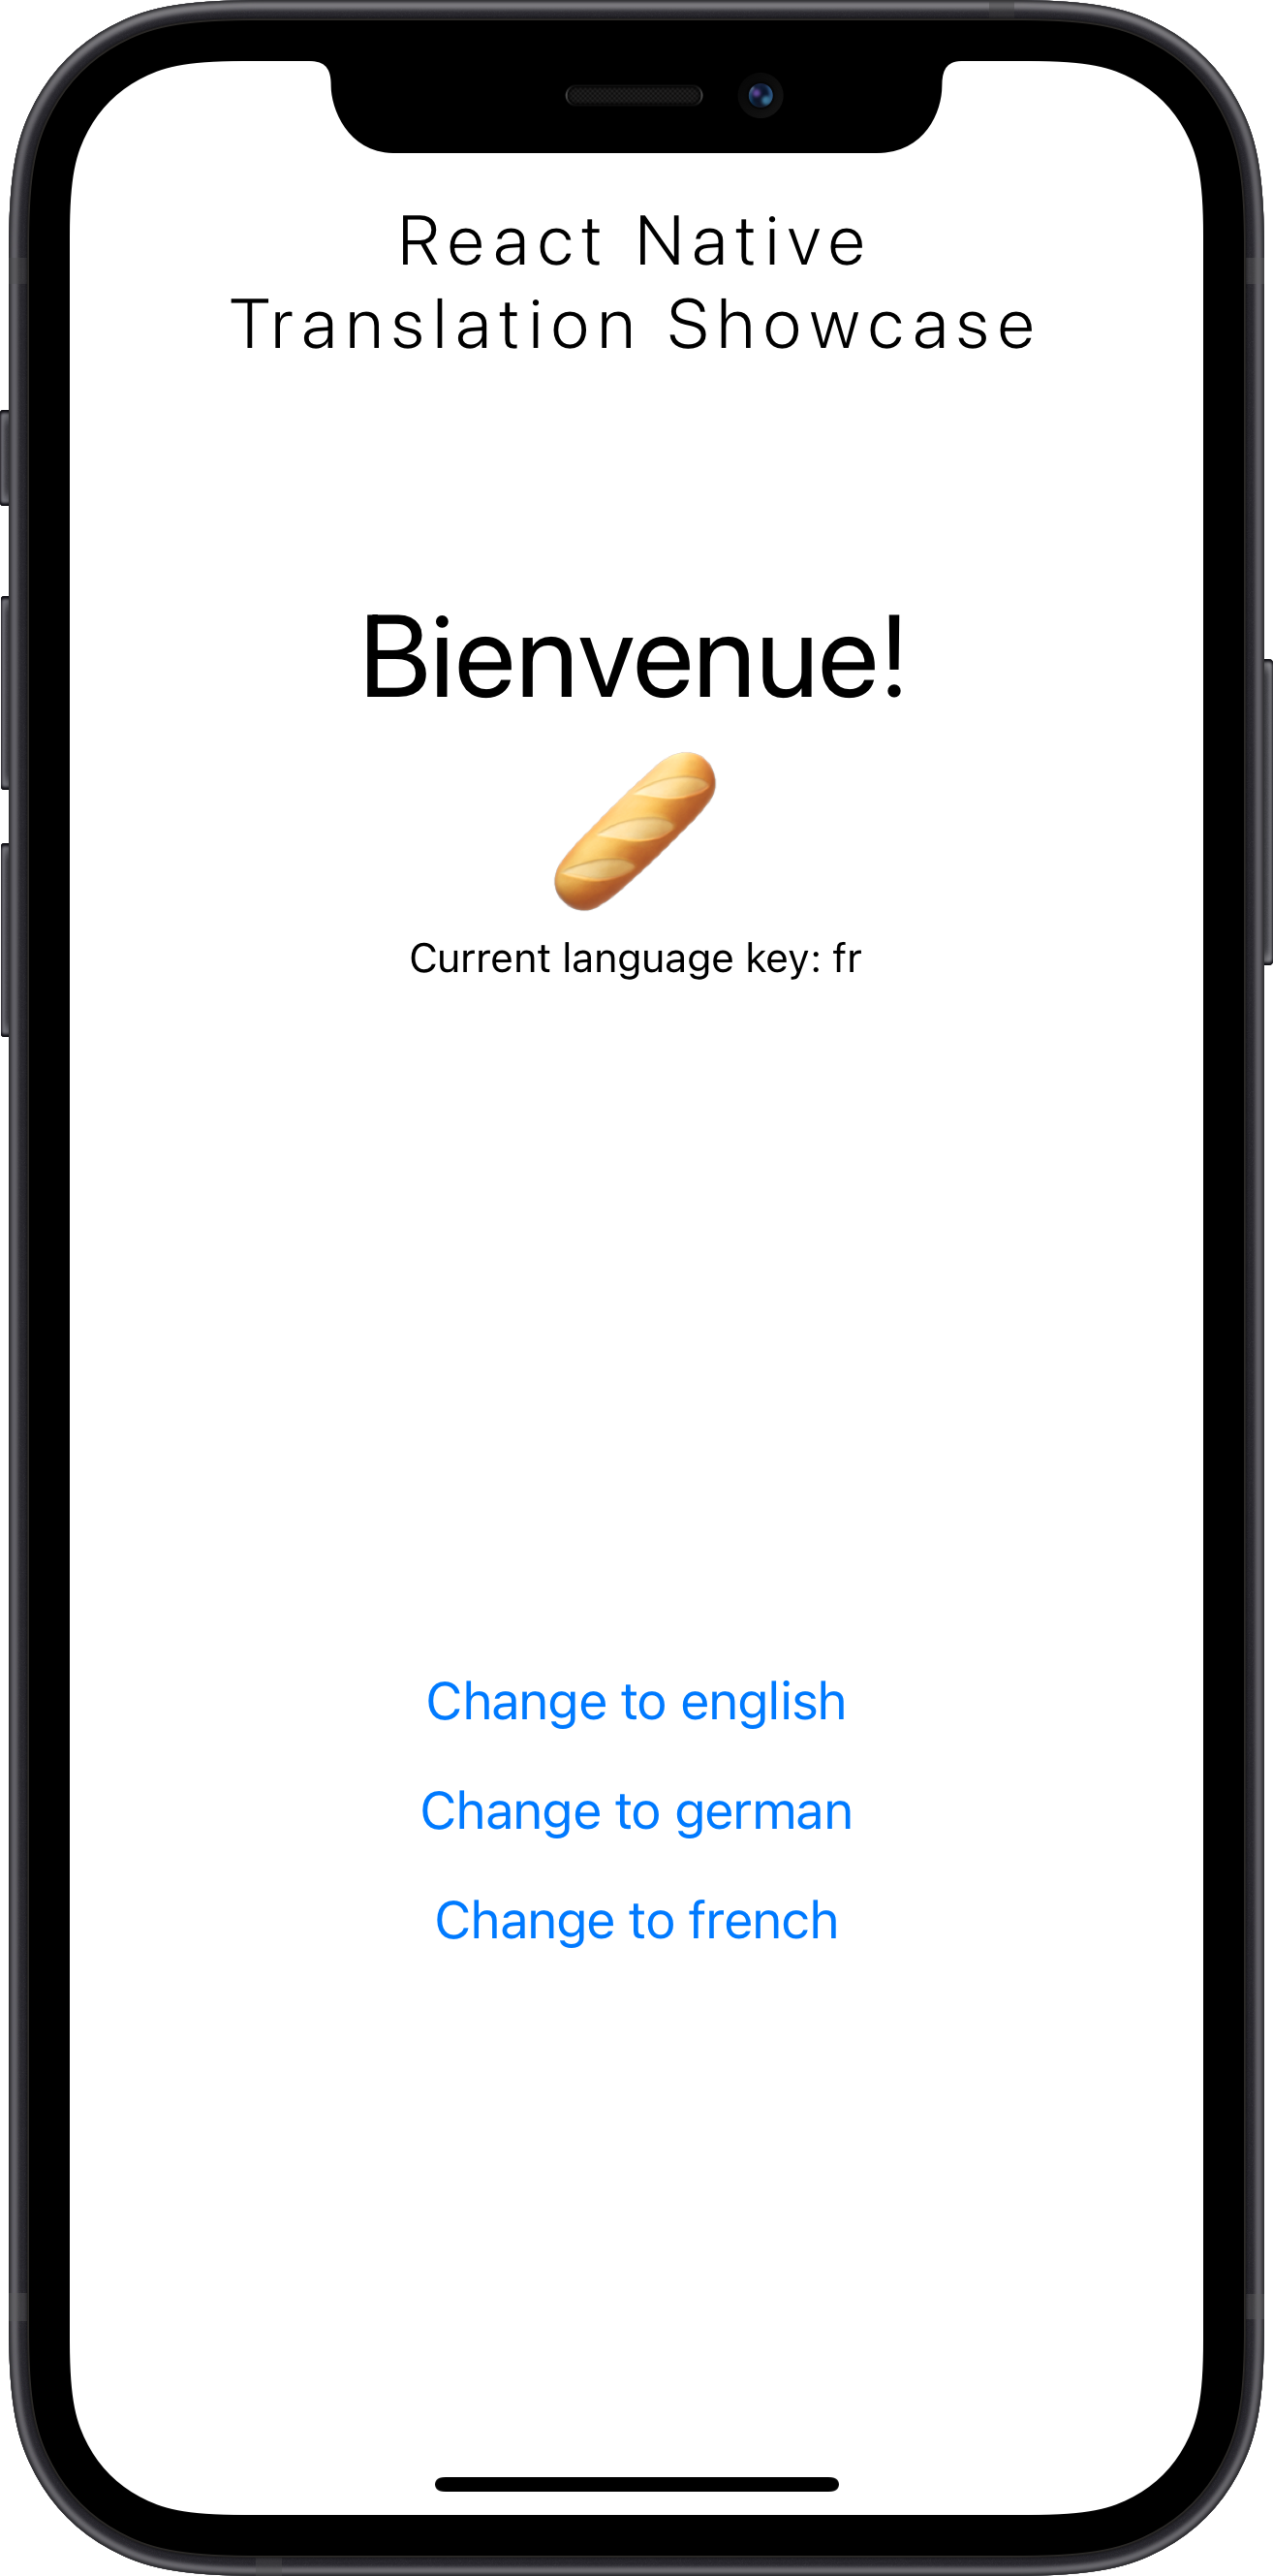 React Native
Translation Showcase
Bienvenue!
Current language key: fr
Change to english
Change to german
Change to french